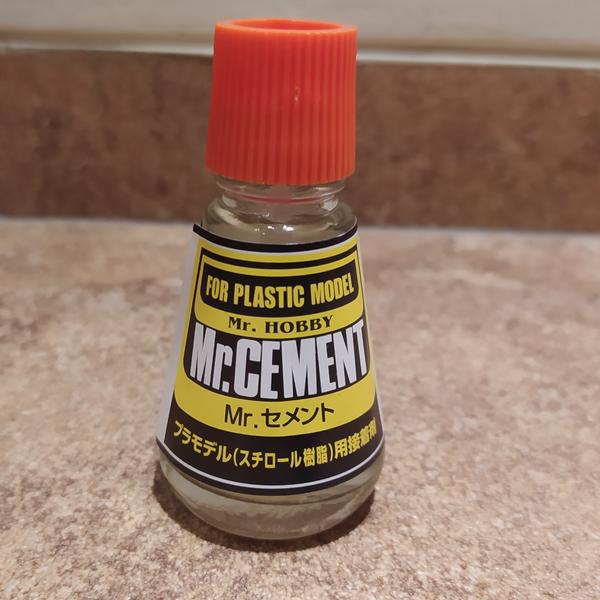 FOR PLASTIC MODEL
Mr. HOBBY
Mr.CEMENT
Mr.セメント
プラモデル(スチロール樹脂)用接着剤